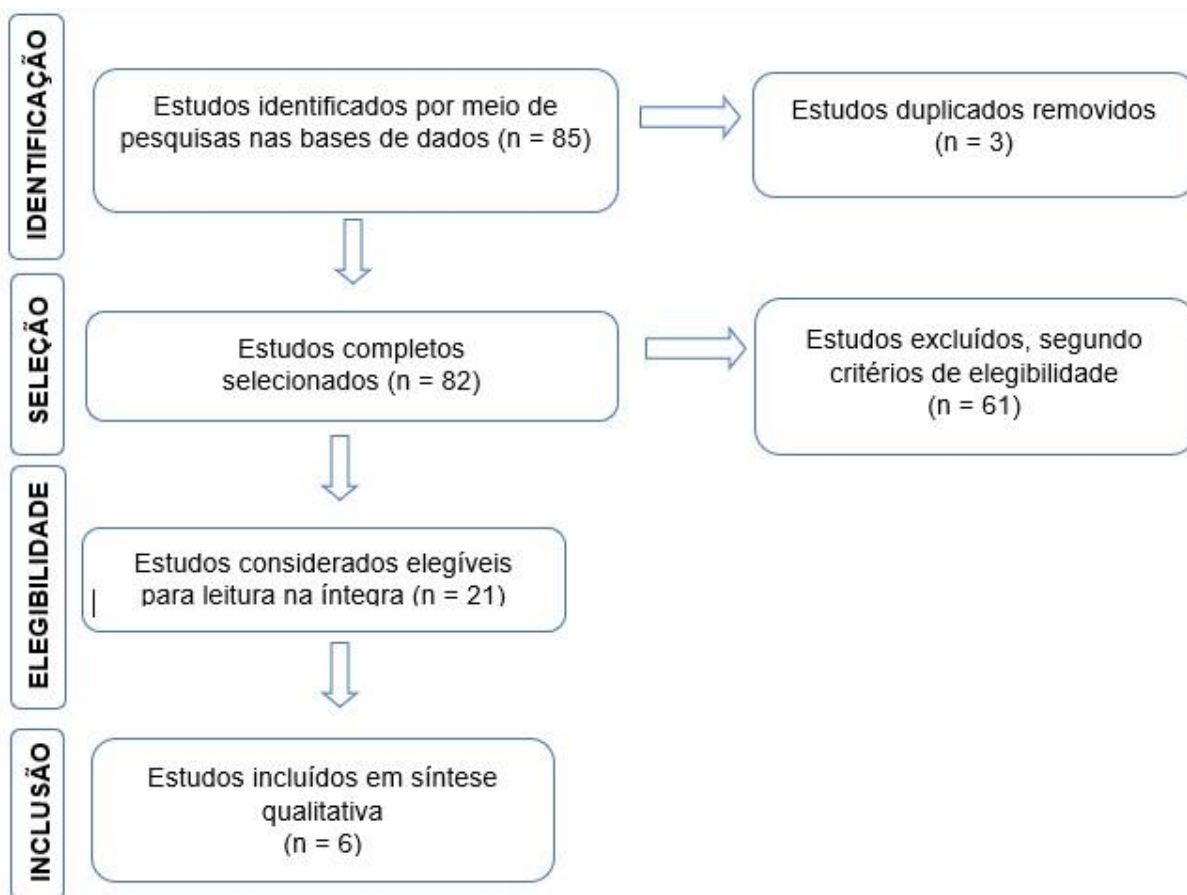 IDENTIFICAÇÃO
Estudos identificados por meio de
pesquisas nas bases de dados (n = 85)
Estudos duplicados removidos
(n = 3)
SELEÇÃO
Estudos completos
selecionados (n = 82)
Estudos excluídos, segundo
critérios de elegibilidade
(n = 61)
ELEGIBILIDADE
Estudos considerados elegíveis
para leitura na íntegra (n = 21)
INCLUSÃO
Estudos incluídos em síntese
qualitativa
(n = 6)